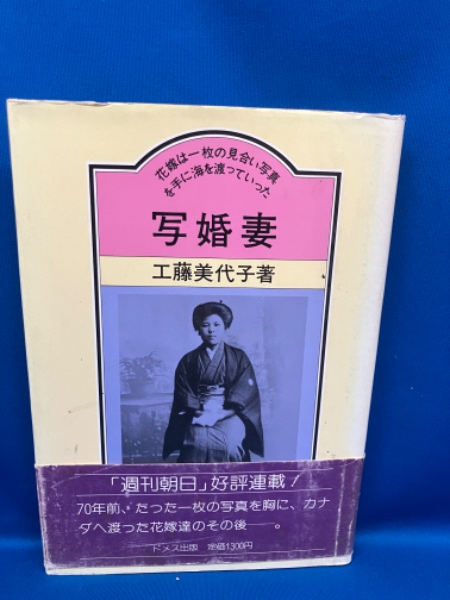 花嫁は一枚の見合い写真
を手に海を渡っていった
写婚妻
工藤美代子著
「週刊朝日」好評連載！
70年前、たった一枚の写真を胸に、カナ
ダへ渡った花嫁達のその後──。
ドメス出版 定価1300円